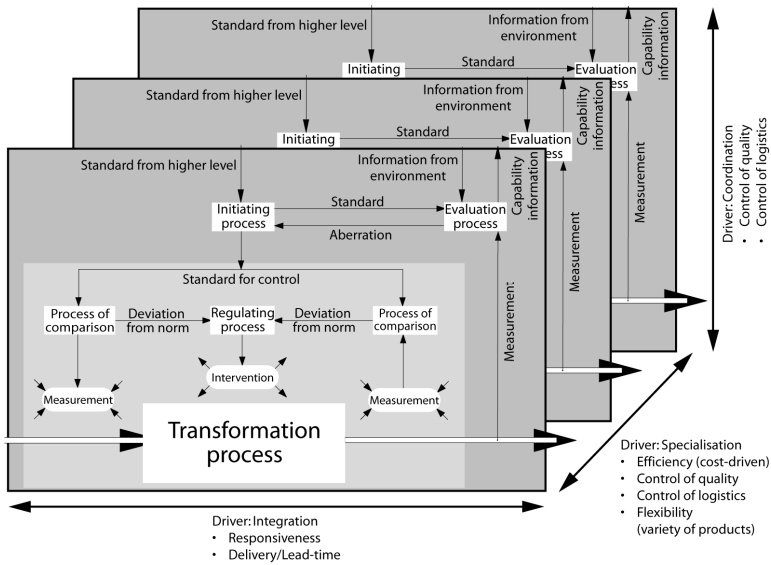 Standard from higher level
Information from
environment
Capability
information
Initiating
Standard
Evaluation
ess
Measurement
Standard from higher level
Information from
environment
Capability
information
Initiating
Standard
Evaluation
ess
Measurement
Standard from higher level
Information from
environment
Capability
information
Initiating
process
Standard
Aberration
Evaluation
process
Standard for control
Process of
comparison
Deviation
from norm
Regulating
process
Deviation
from norm
Process of
comparison
Measurement
Intervention
Measurement
Measurement
Transformation
process
Driver: Coordination
• Control of quality
• Control of logistics
Driver: Specialisation
• Efficiency (cost-driven)
• Control of quality
• Control of logistics
• Flexibility
(variety of products)
Driver: Integration
• Responsiveness
• Delivery/Lead-time